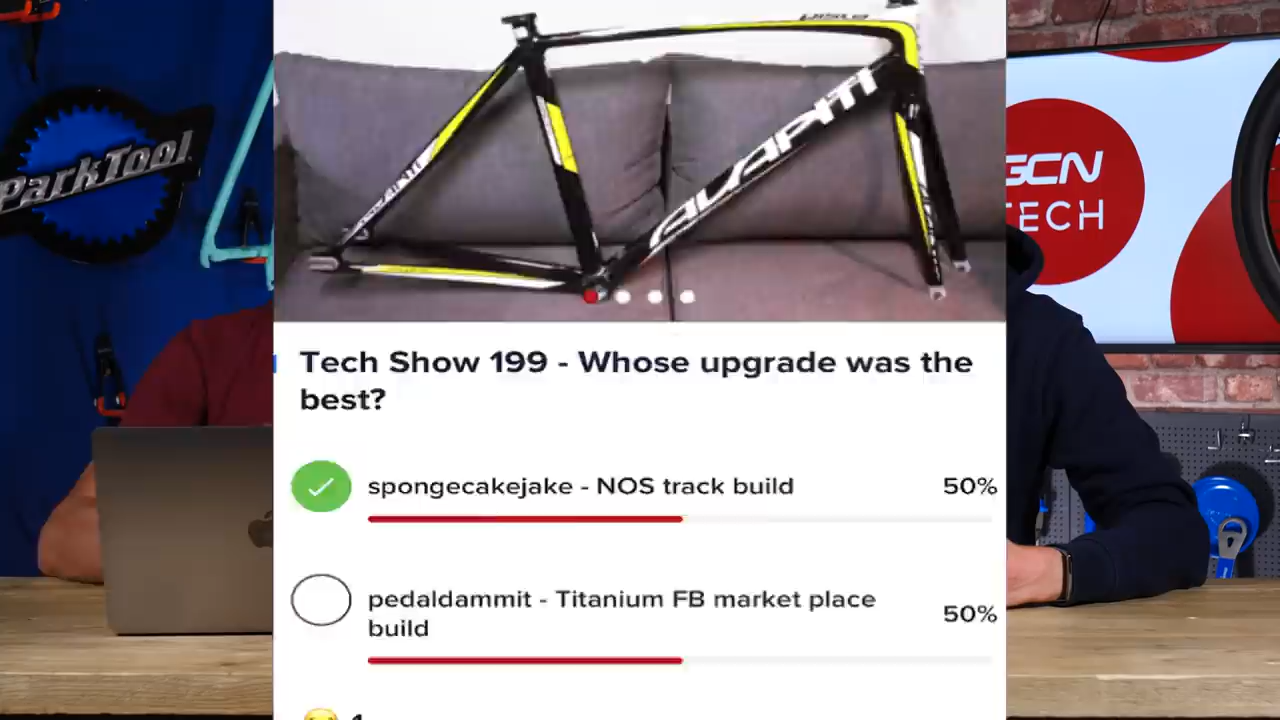 ParkTool
AVANTI
GCN
TECH
Tech Show 199 - Whose upgrade was the
best?
spongecakejake - NOS track build
50%
pedaldammit - Titanium FB market place
build
50%